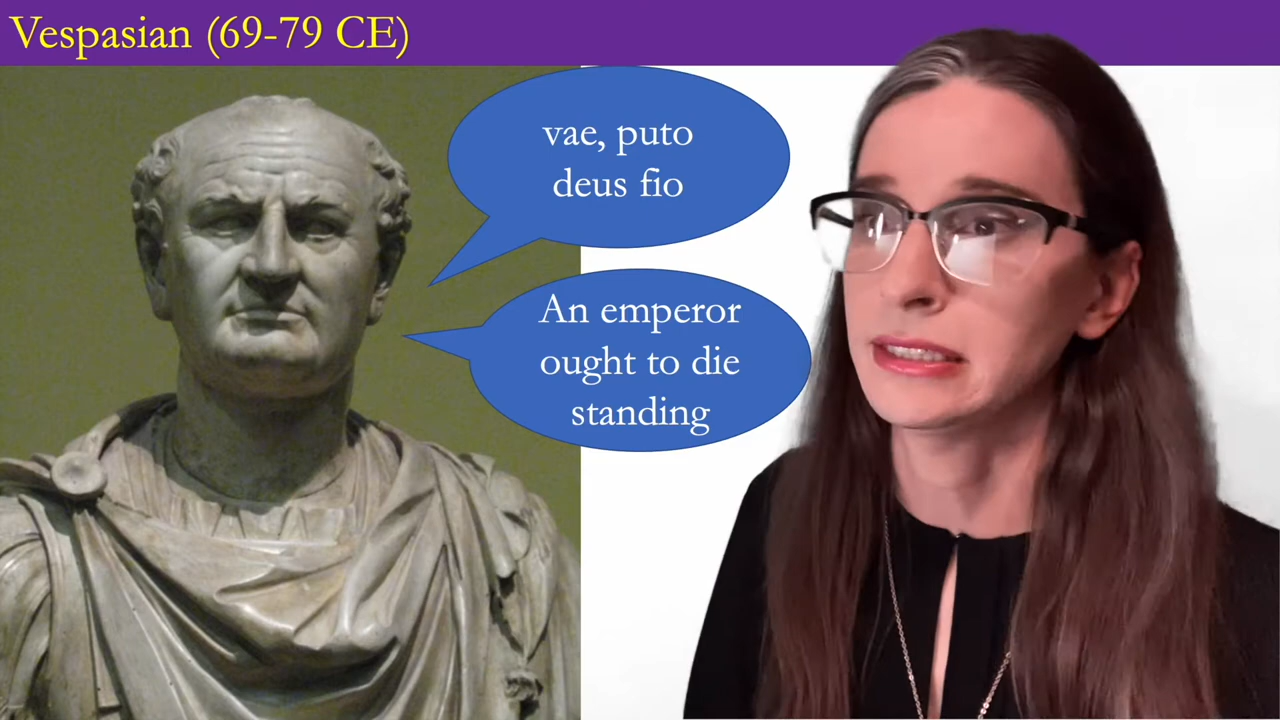 Vespasian (69-79 CE)
vae, puto
deus fio
An emperor
ought to die
standing